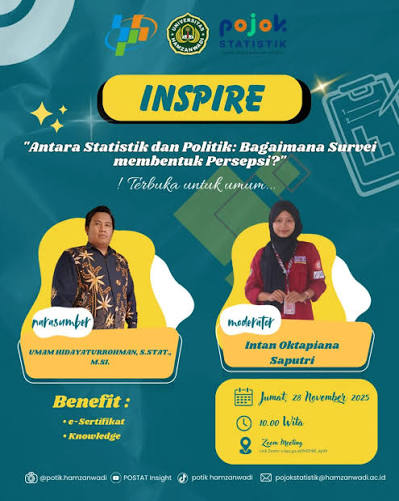 UNIVERSITAS
HAMZANWADI
pojok
STATISTIK
INSPIRE
"Antara Statistik dan Politik: Bagaimana Survei
membentuk Persepsi?"
! Terbuka untuk umum...
narasumber
moderator
UMAM HIDAYATURROHMAN, S.STAT.,
M.SI.
Intan Oktapiana
Saputri
Benefit :
• e-Sertifikat
• Knowledge
Jumat, 28 November 2025
10.00 Wita
Zoom Meeting
@potik.hamzanwadi
POSTAT Insight
potik hamzanwadi
pojokstatistik@hamzanwadi.ac.id